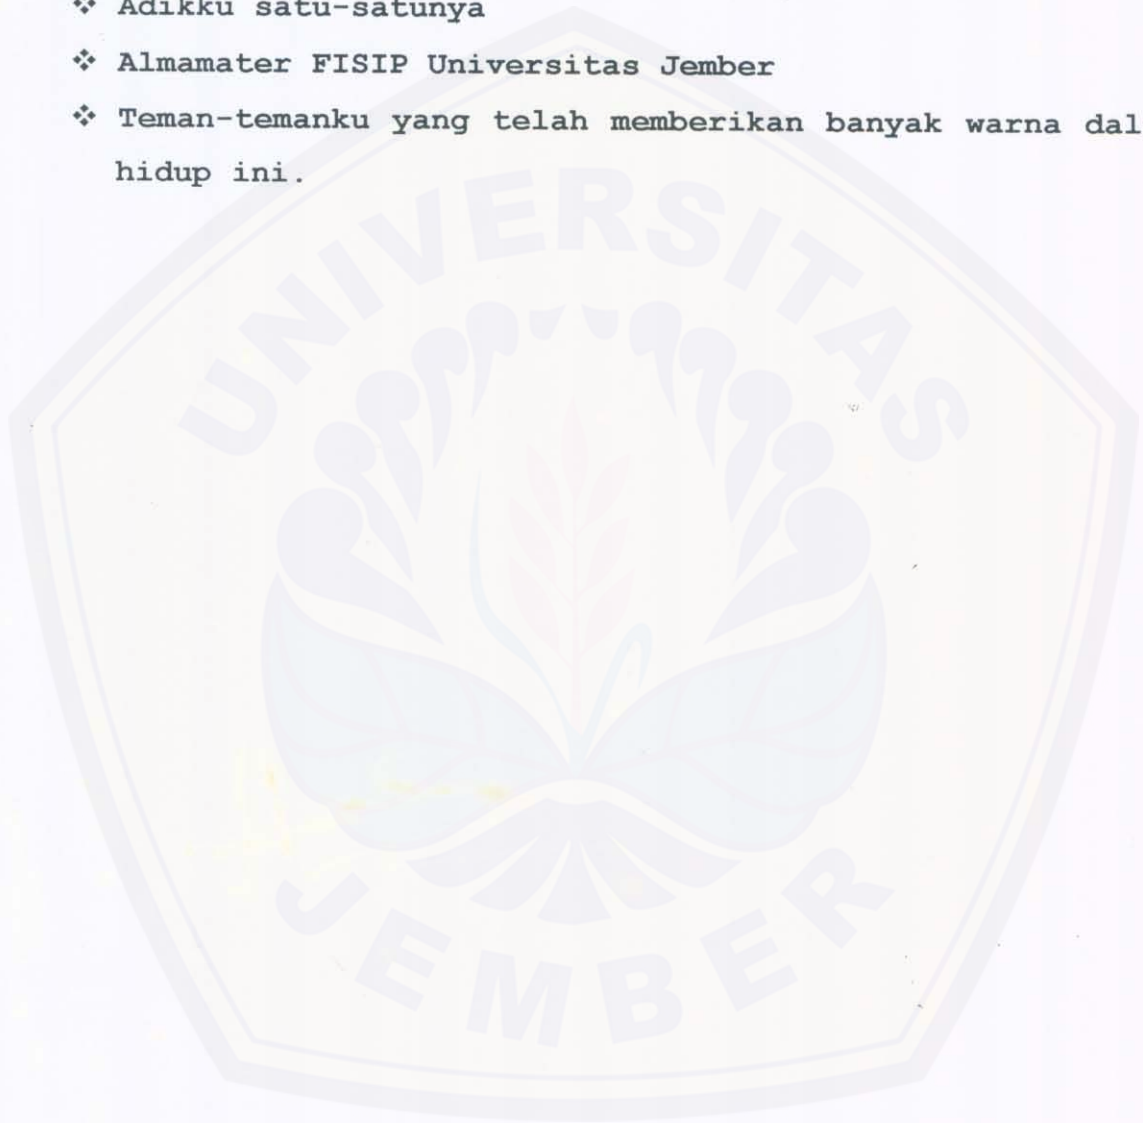 ❖ Adikku satu-satunya
❖ Almamater FISIP Universitas Jember
❖ Teman-temanku yang telah memberikan banyak warna dal
hidup ini.
UNIVERSITAS
JEMBER